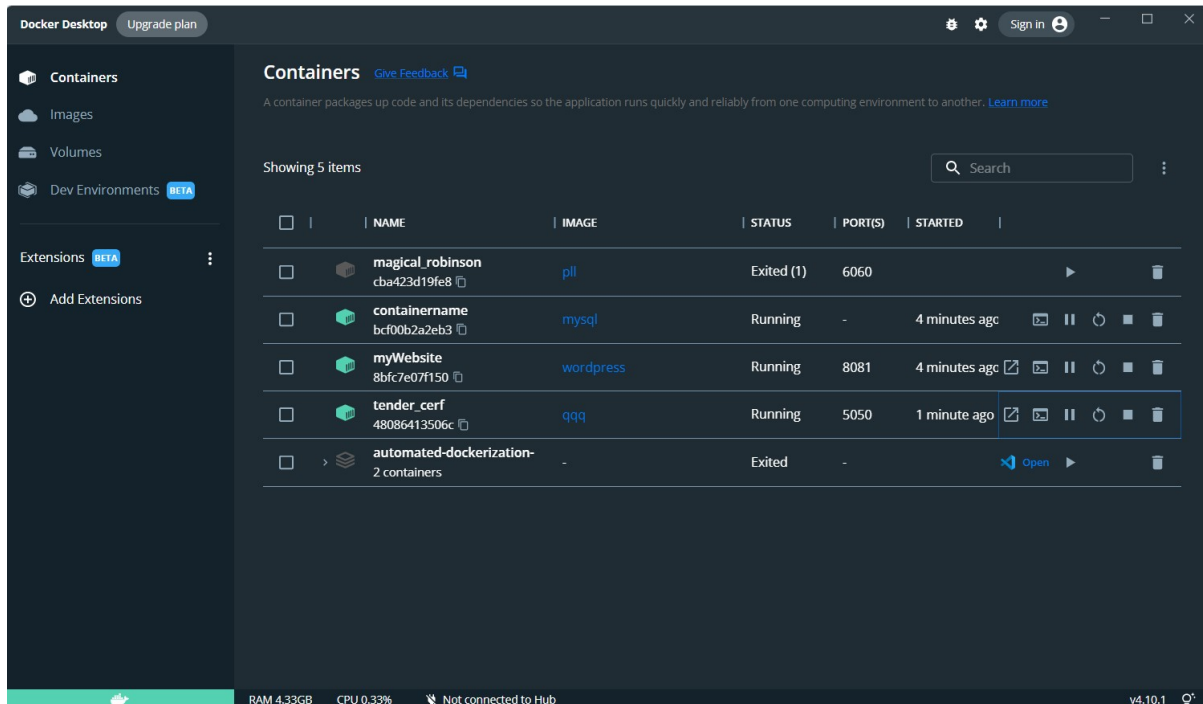 Docker Desktop Upgrade plan Sign in
Containers
Images
Volumes
Dev Environments BETA
Extensions BETA
Add Extensions
Containers Give Feedback
A container packages up code and its dependencies so the application runs quickly and reliably from one computing environment to another. Learn more
Showing 5 items Search
NAME IMAGE STATUS PORT(S) STARTED
magical_robinson
cba423d19fe8 pll Exited (1) 6060
containername
bcf00b2a2eb3 mysql Running - 4 minutes ago
myWebsite
8bfc7e07f150 wordpress Running 8081 4 minutes ago
tender_cerf
48086413506c qqq Running 5050 1 minute ago
automated-dockerization-
2 containers - Exited - Open
RAM 4.33GB CPU 0.33% Not connected to Hub v4.10.1